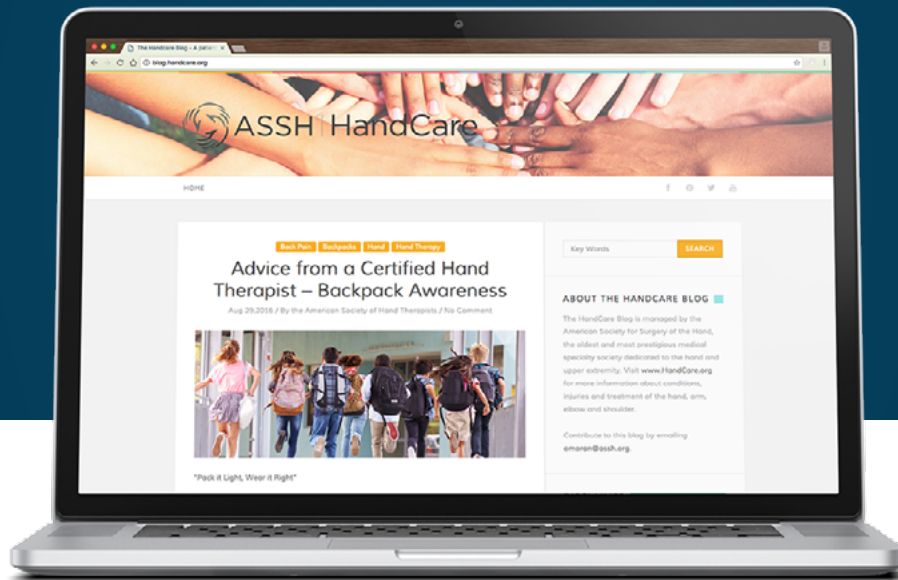 The Handcare Blog – A patien
blog.handcare.org
ASSH HandCare
HOME
Back Pain Backpacks Hand Hand Therapy
Advice from a Certified Hand
Therapist – Backpack Awareness
Aug 29,2016 / By the American Society of Hand Therapists / No Comment
"Pack it Light, Wear it Right"
Key Words SEARCH
ABOUT THE HANDCARE BLOG
The HandCare Blog is managed by the
American Society for Surgery of the Hand,
the oldest and most prestigious medical
specialty society dedicated to the hand and
upper extremity. Visit www.HandCare.org
for more information about conditions,
injuries and treatment of the hand, arm,
elbow and shoulder.
Contribute to this blog by emailing
emoran@assh.org.